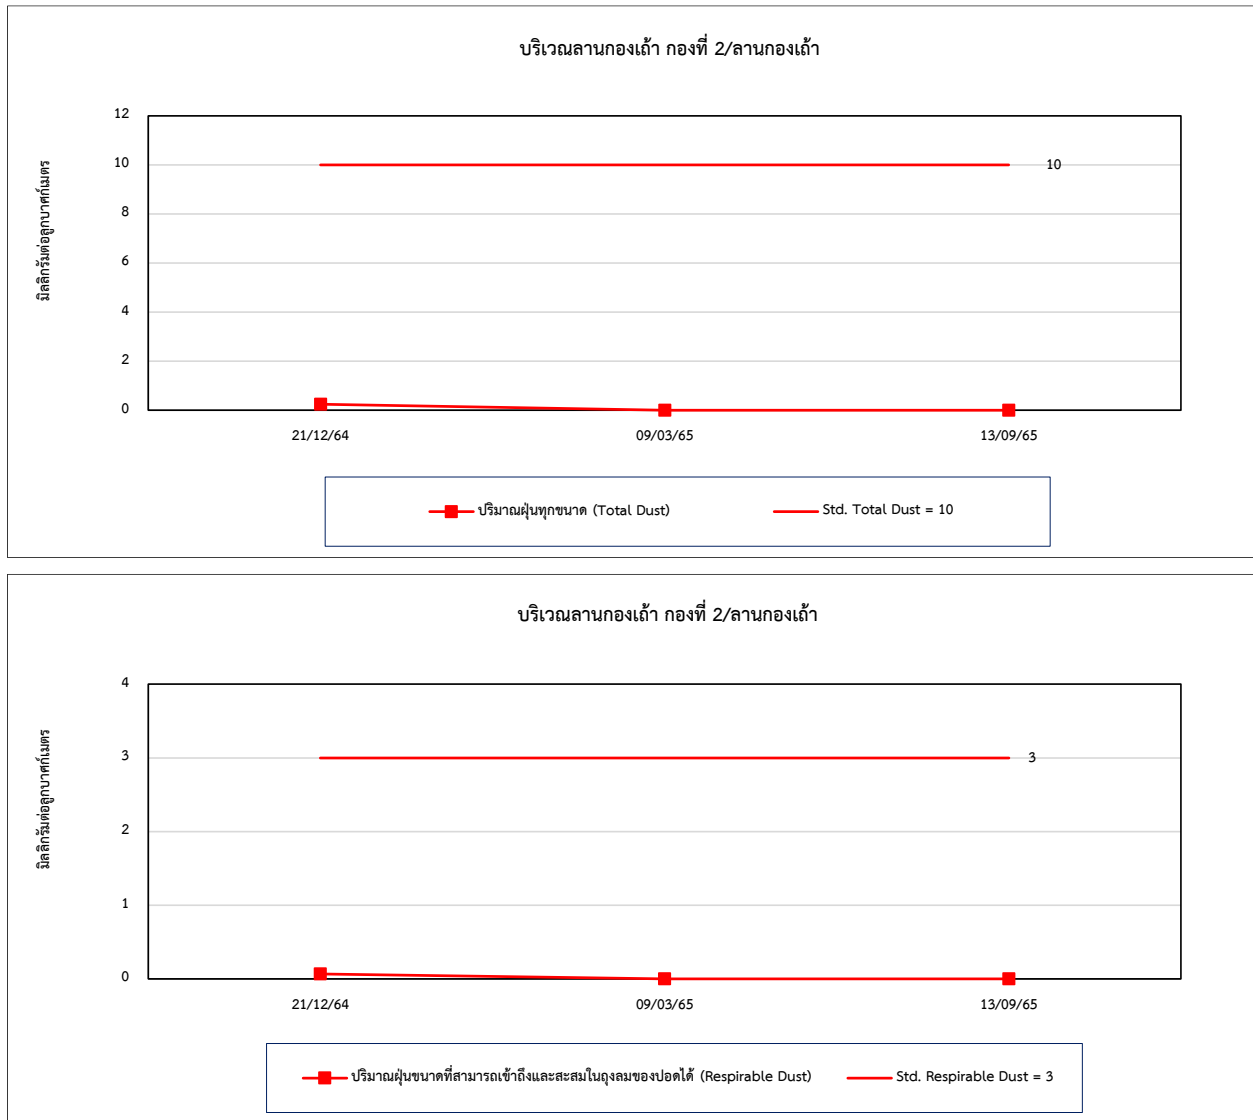 บริเวณลานกองเถ้า กองที่ 2/ลานกองเถ้า
มิลลิกรัมต่อลูกบาศก์เมตร
12
10
8
6
4
2
0
10
21/12/64 09/03/65 13/09/65
ปริมาณฝุ่นทุกขนาด (Total Dust) Std. Total Dust = 10
บริเวณลานกองเถ้า กองที่ 2/ลานกองเถ้า
มิลลิกรัมต่อลูกบาศก์เมตร
4
3
2
1
0
3
21/12/64 09/03/65 13/09/65
ปริมาณฝุ่นขนาดที่สามารถเข้าถึงและสะสมในถุงลมของปอดได้ (Respirable Dust) Std. Respirable Dust = 3